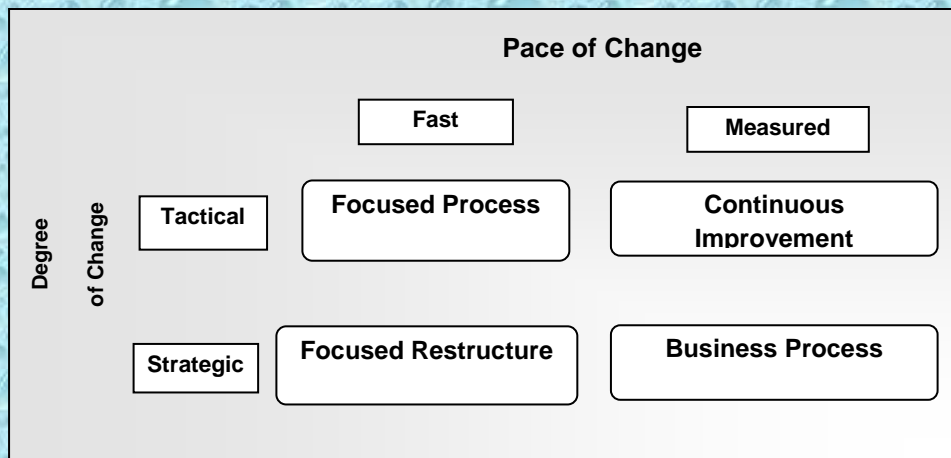 Pace of Change
Fast
Measured
Degree
of Change
Tactical
Focused Process
Continuous
Improvement
Strategic
Focused Restructure
Business Process